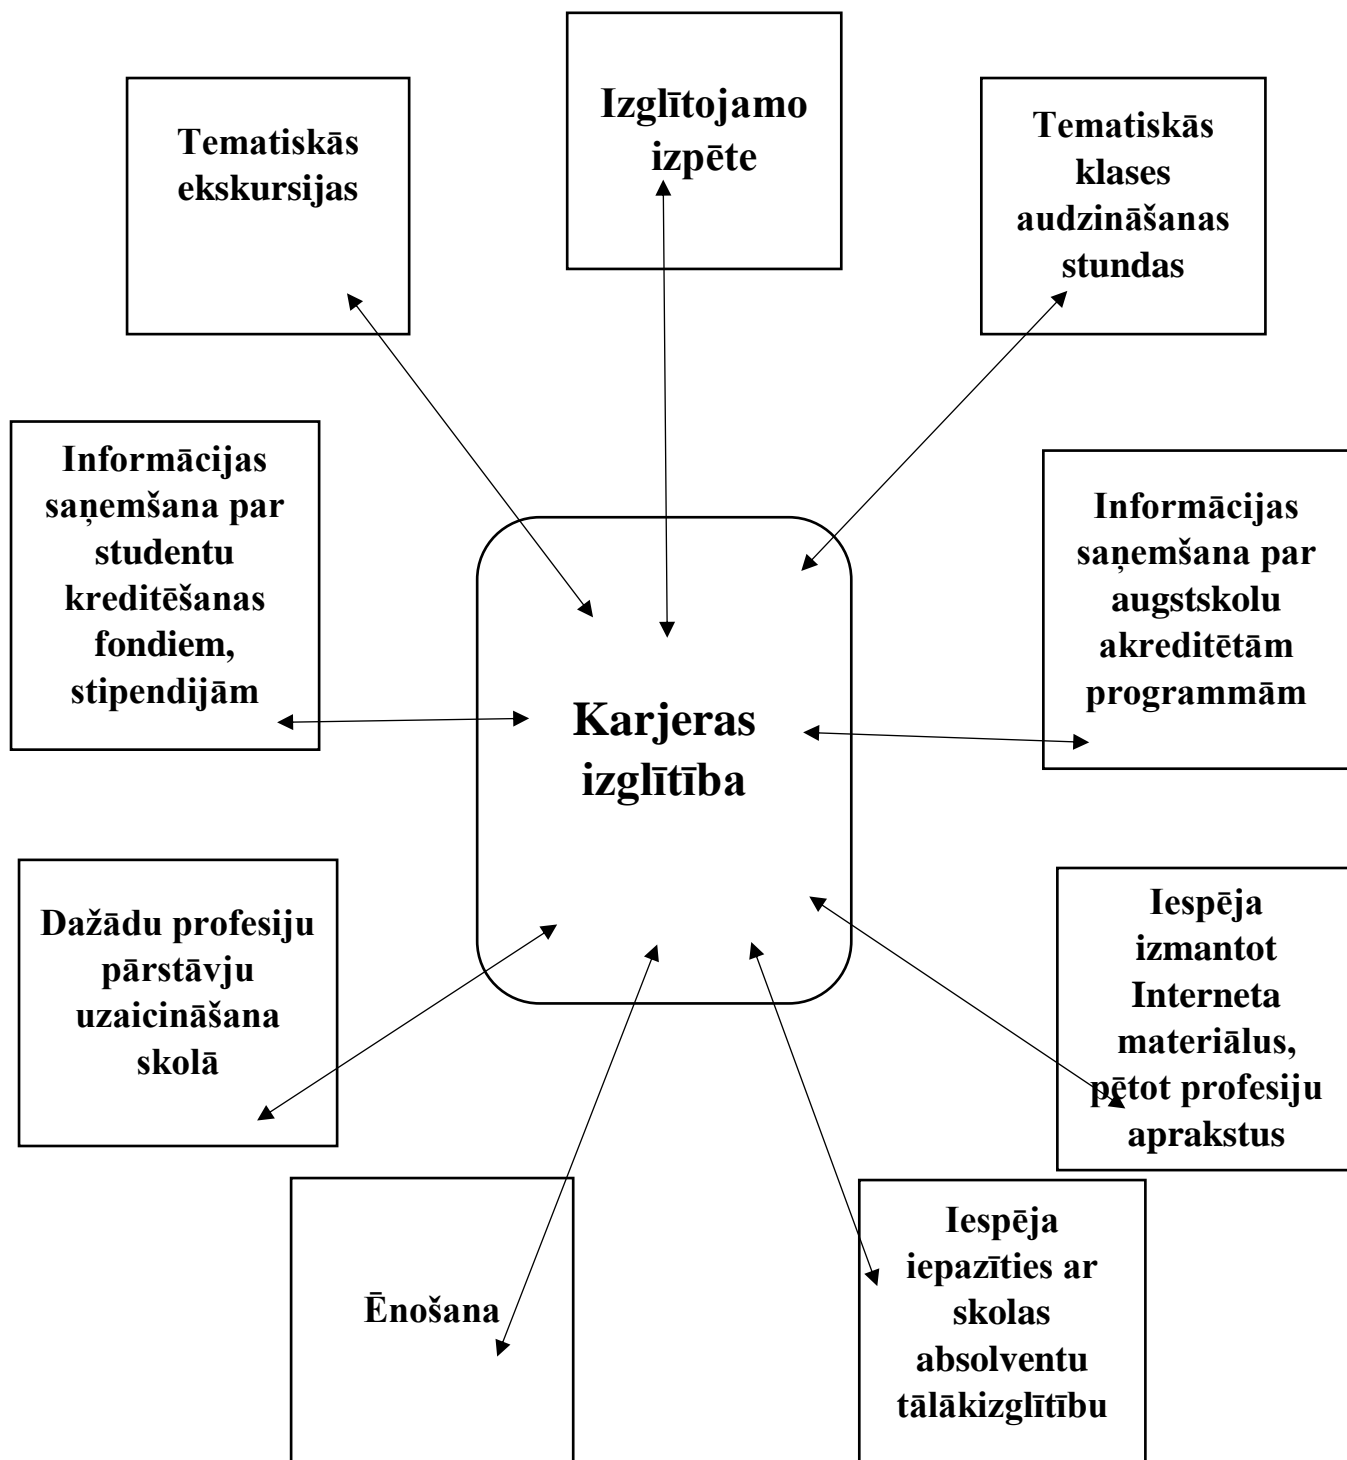 Izglītojamo
izpēte
Tematiskās
ekskursijas
Tematiskās
klases
audzināšanas
stundas
Informācijas
saņemšana par
studentu
kreditēšanas
fondiem,
stipendijām
Informācijas
saņemšana par
augstskolu
akreditētām
programmām
Karjeras
izglītība
Dažādu profesiju
pārstāvju
uzaicināšana
skolā
Iespēja
izmantot
Interneta
materiālus,
pētot profesiju
aprakstus
Ēnošana
Iespēja
iepazīties ar
skolas
absolventu
tālākizglītību